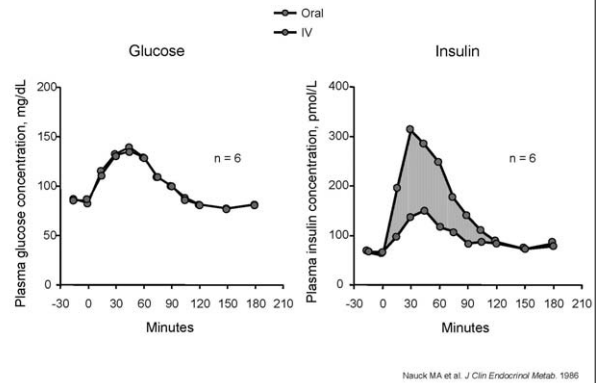 Oral
IV
Glucose
Plasma glucose concentration, mg/dL
200
150
100
50
0
n = 6
-30 0 30 60 90 120 150 180 210
Minutes
Insulin
Plasma insulin concentration, pmol/L
400
300
200
100
0
n = 6
-30 0 30 60 90 120 150 180 210
Minutes
Nauck MA et al. J Clin Endocrinol Metab. 1986